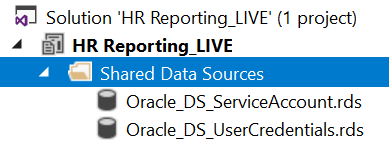 Solution 'HR Reporting_LIVE' (1 project)
HR Reporting_LIVE
Shared Data Sources
Oracle_DS_ServiceAccount.rds
Oracle_DS_UserCredentials.rds